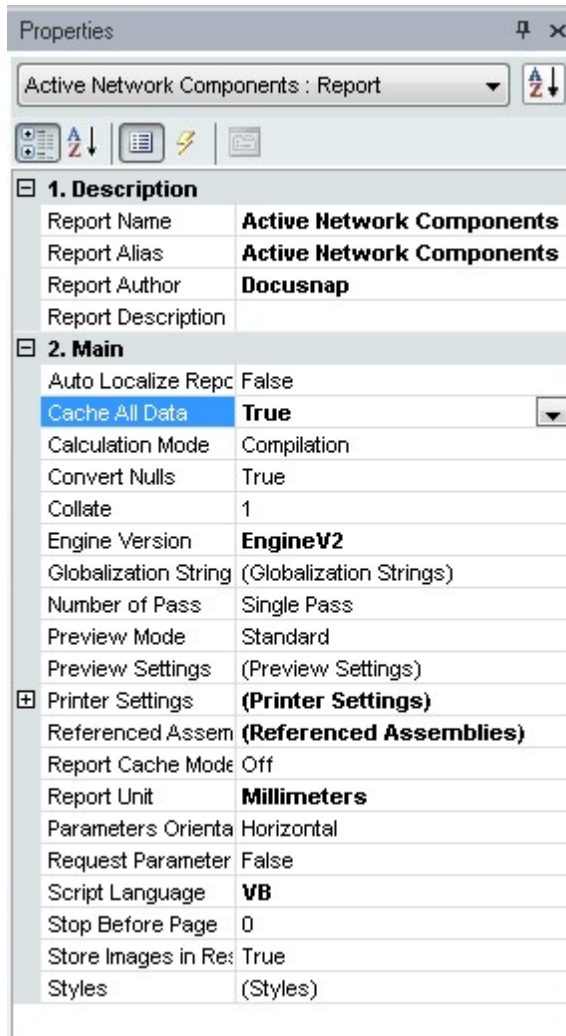 Properties
Active Network Components : Report
1. Description
Report Name Active Network Components
Report Alias Active Network Components
Report Author Docusnap
Report Description
2. Main
Auto Localize Repo False
Cache All Data True
Calculation Mode Compilation
Convert Nulls True
Collate 1
Engine Version EngineV2
Globalization String (Globalization Strings)
Number of Pass Single Pass
Preview Mode Standard
Preview Settings (Preview Settings)
Printer Settings (Printer Settings)
Referenced Assem (Referenced Assemblies)
Report Cache Mode Off
Report Unit Millimeters
Parameters Orienta Horizontal
Request Parameter False
Script Language VB
Stop Before Page 0
Store Images in Res True
Styles (Styles)